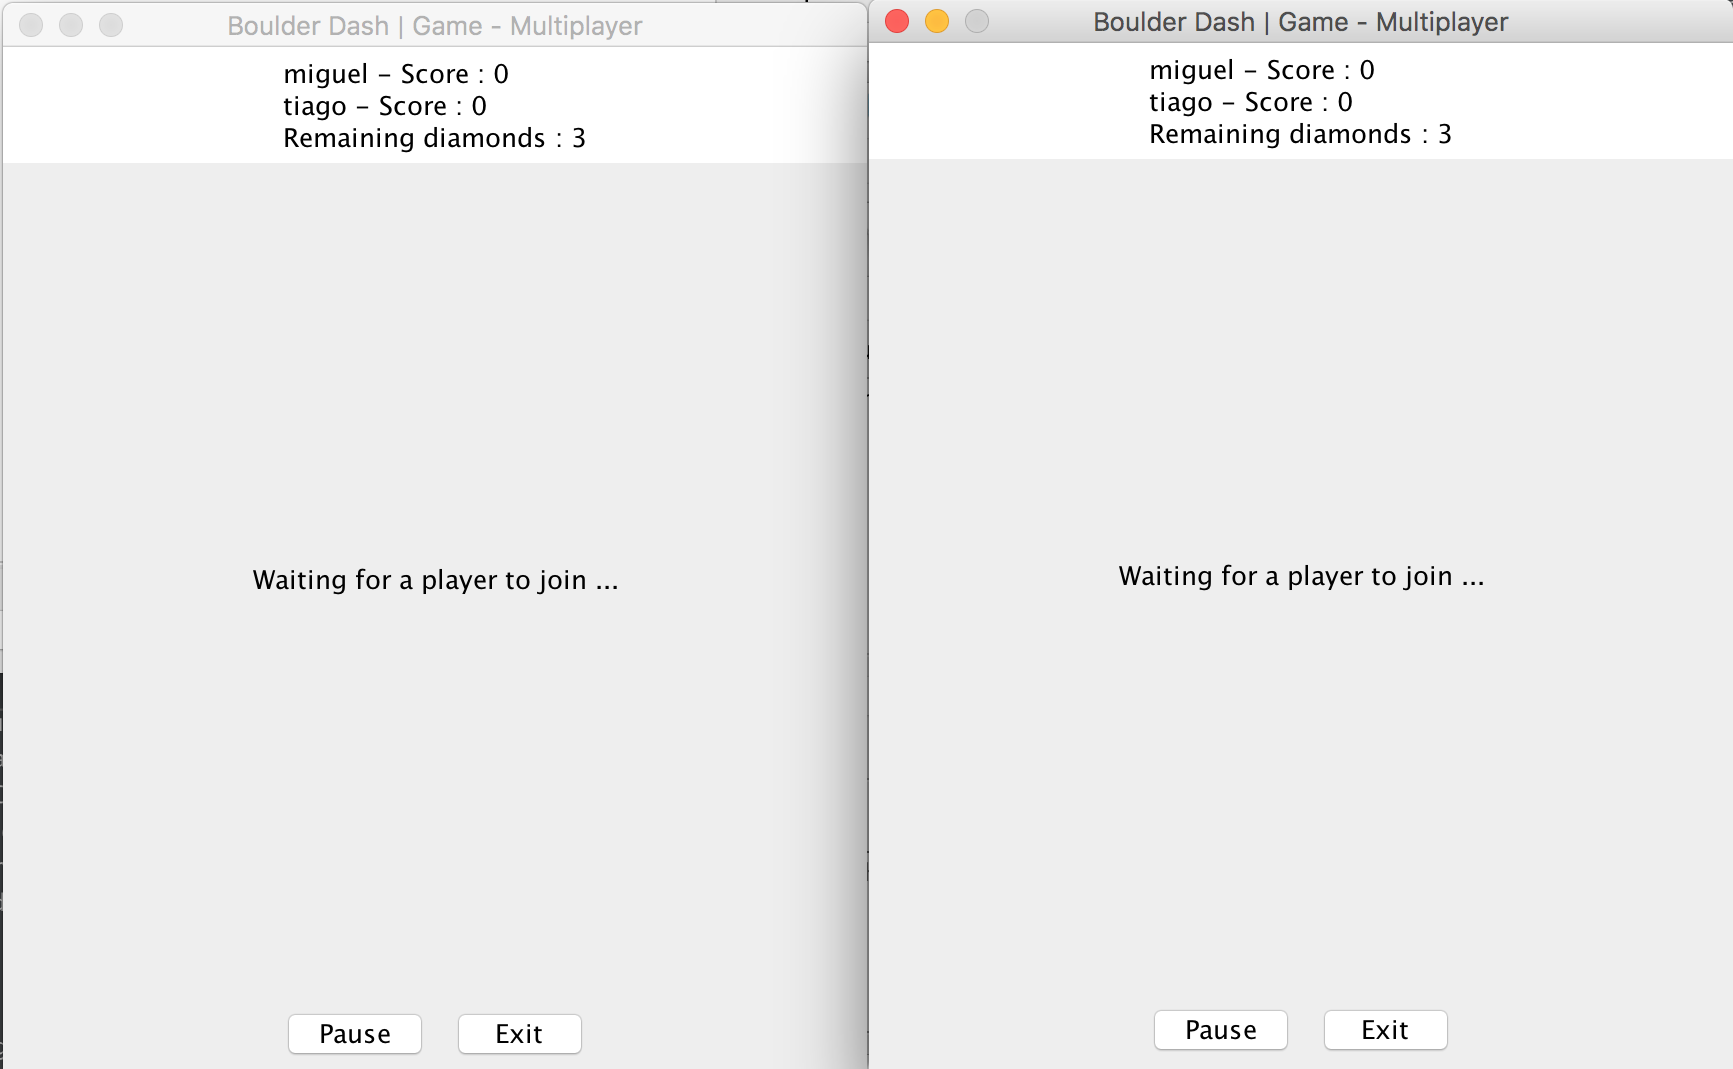 Boulder Dash | Game - Multiplayer
miguel - Score : 0
tiago - Score : 0
Remaining diamonds : 3
Waiting for a player to join ...
Pause
Exit
Boulder Dash | Game - Multiplayer
miguel - Score : 0
tiago - Score : 0
Remaining diamonds : 3
Waiting for a player to join ...
Pause
Exit